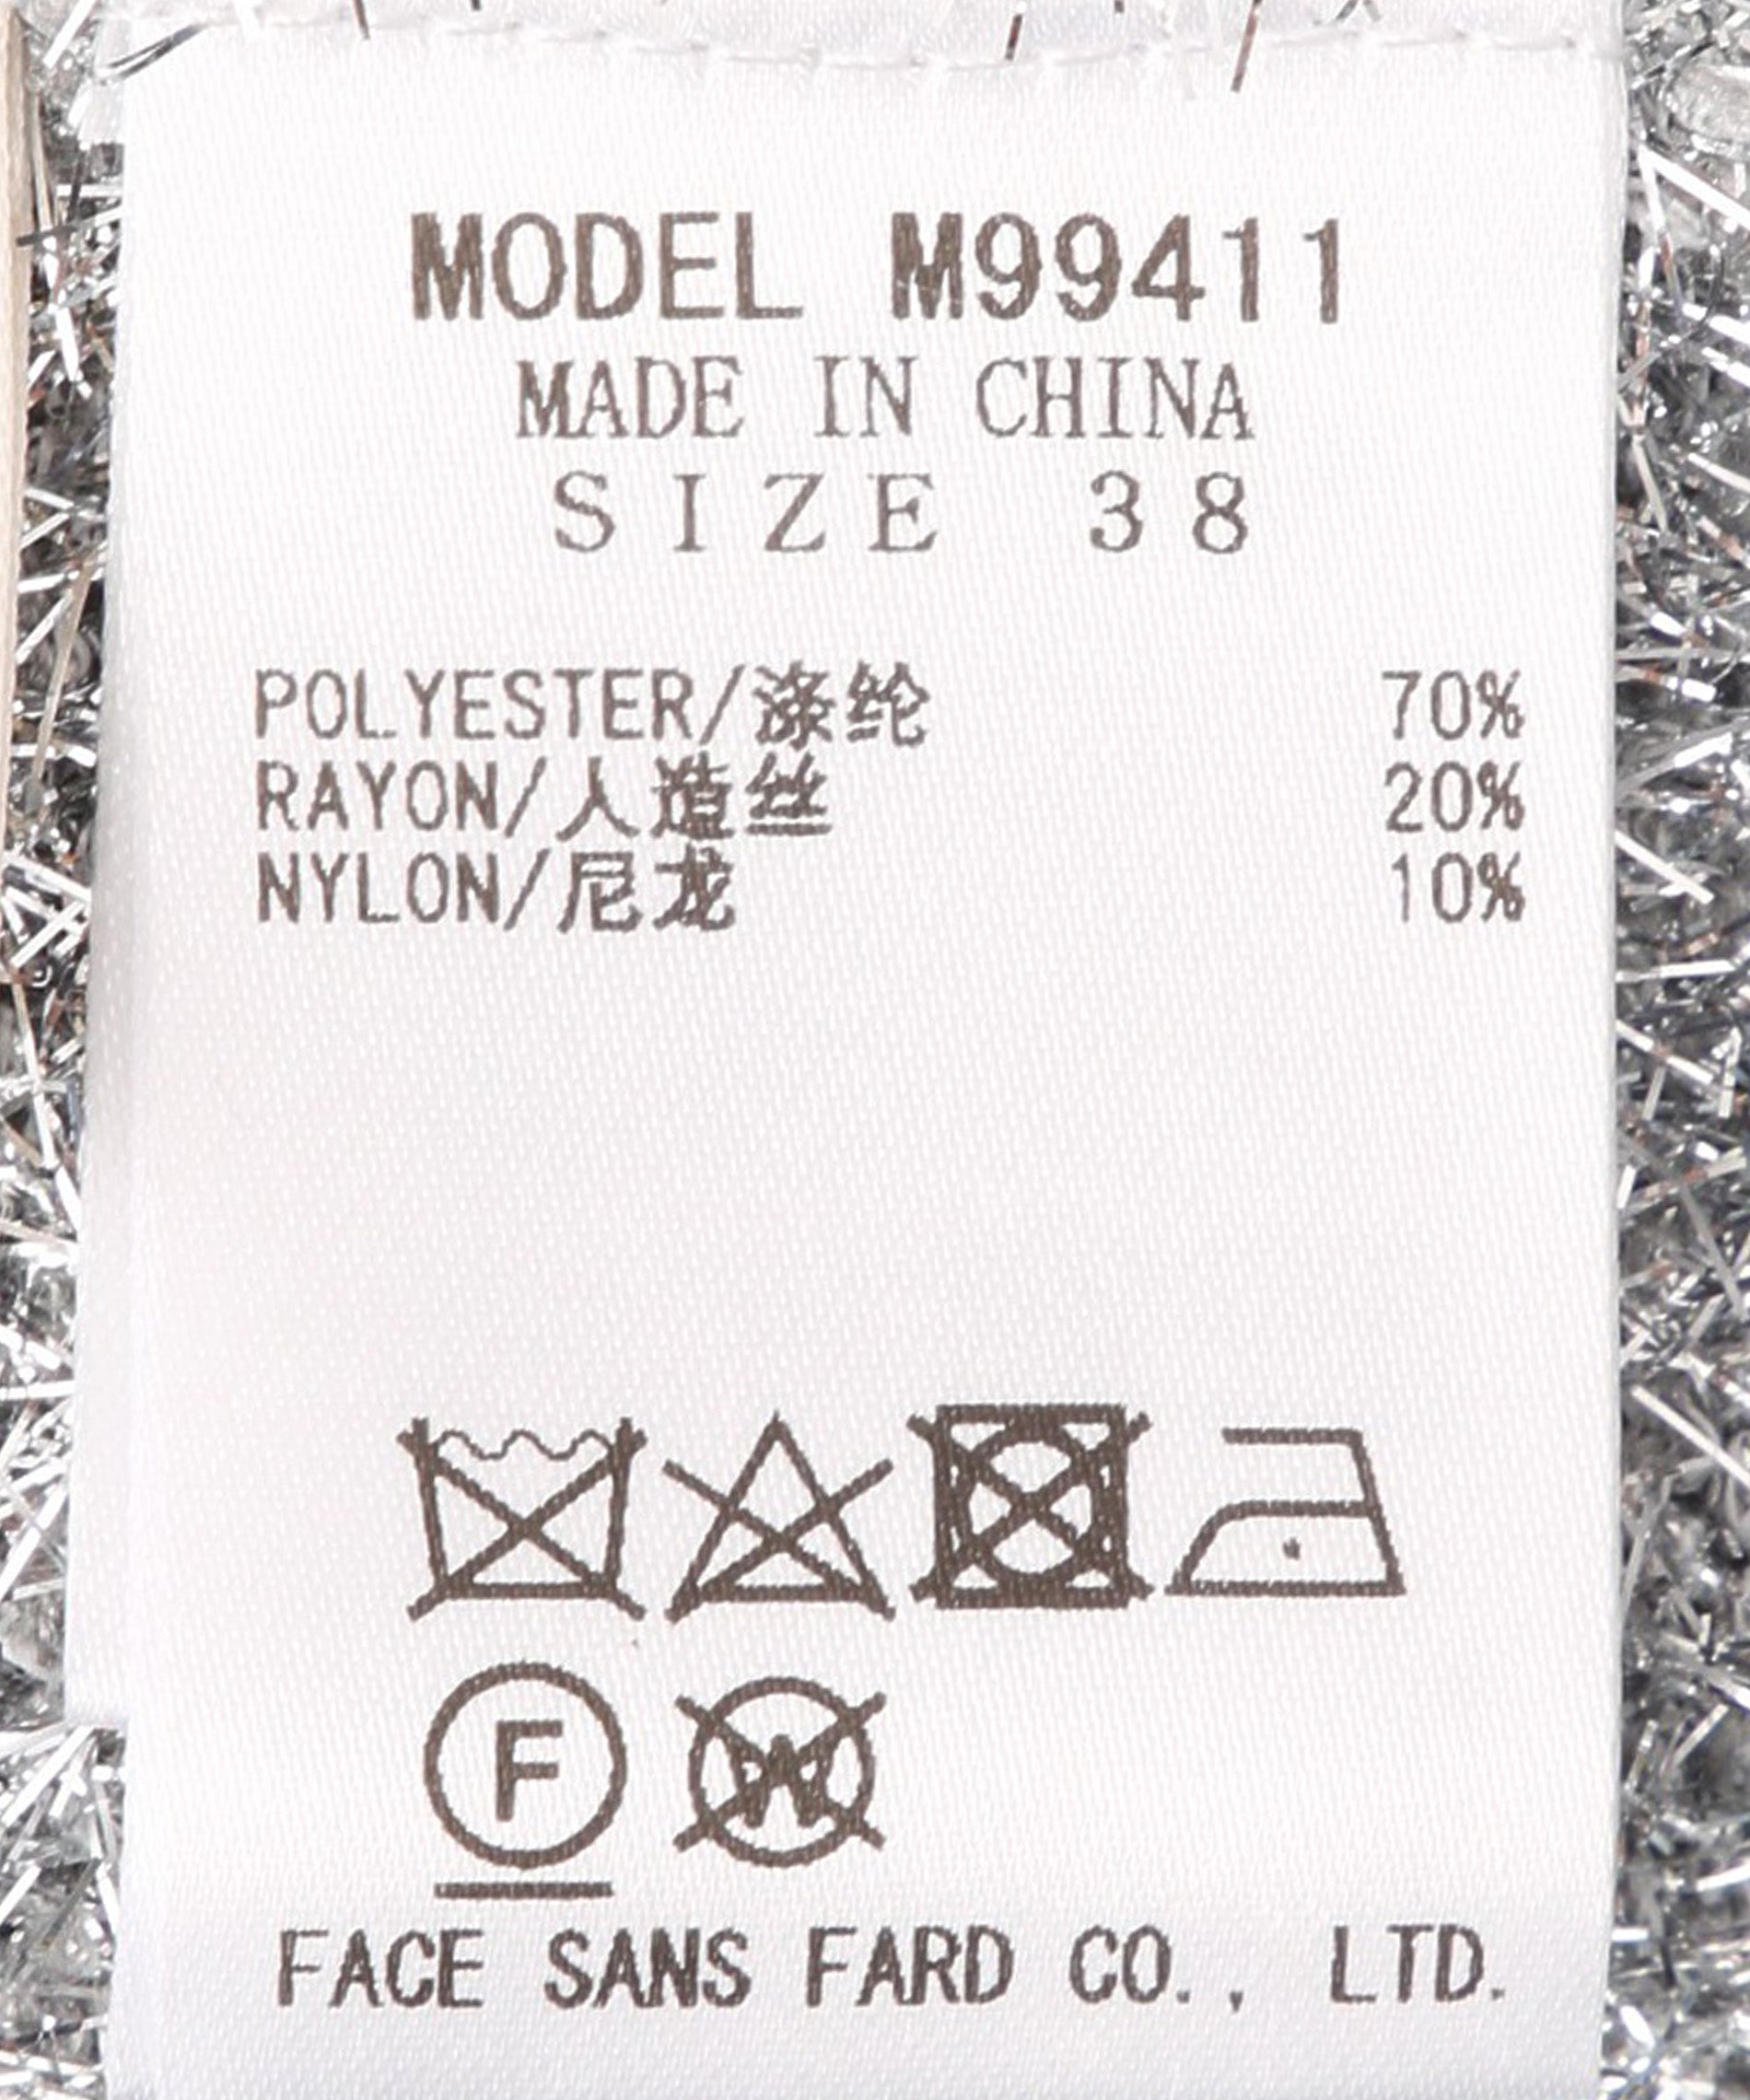 MODEL M99411
MADE IN CHINA
SIZE 38
POLYESTER/涤纶 70%
RAYON/人造丝 20%
NYLON/尼龙 10%
F W
FACE SANS FARD CO., LTD.